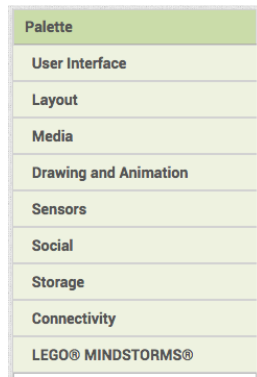 Palette
User Interface
Layout
Media
Drawing and Animation
Sensors
Social
Storage
Connectivity
LEGO® MINDSTORMS®